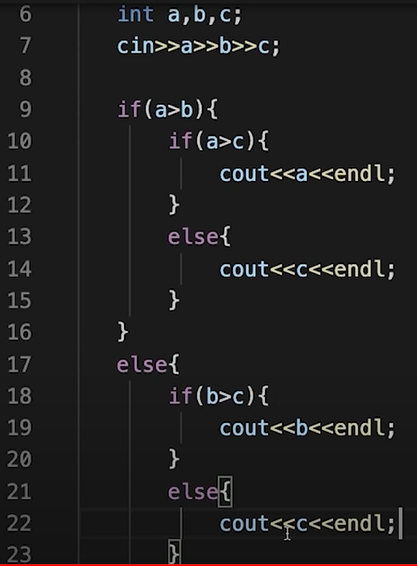 6 int a,b,c;
7 cin>>a>>b>>c;
8
9 if(a>b){
10 if(a>c){
11 cout<<a<<endl;
12 }
13 else{
14 cout<<c<<endl;
15 }
16 }
17 else{
18 if(b>c){
19 cout<<b<<endl;
20 }
21 else{
22 cout<<c<<endl;
23 }